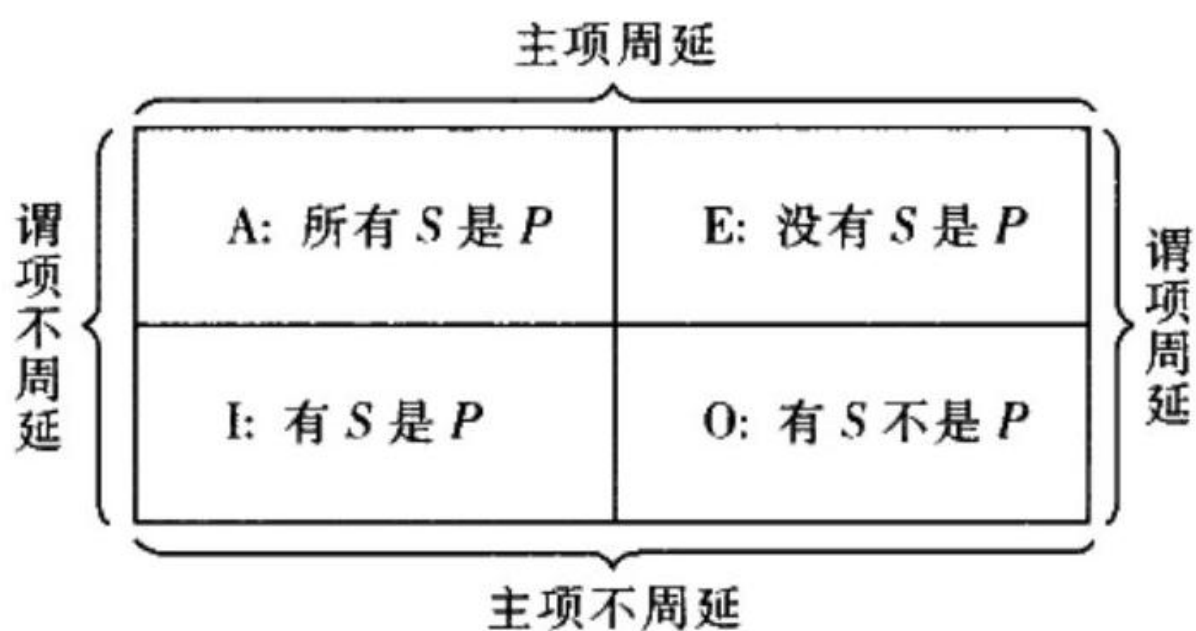 主项周延
谓项不周延
A: 所有 S 是 P
E: 没有 S 是 P
谓项周延
I: 有 S 是 P
O: 有 S 不是 P
主项不周延